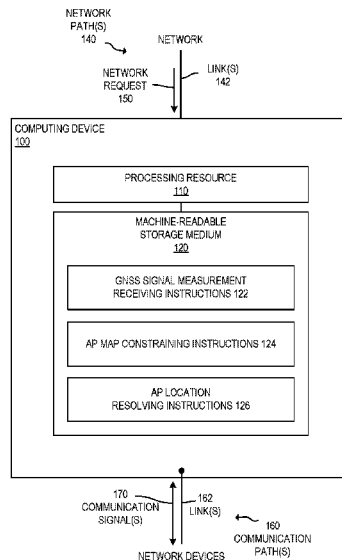 NETWORK
PATH(S)
140
NETWORK
NETWORK
REQUEST
150
LINK(S)
142
COMPUTING DEVICE
100
PROCESSING RESOURCE
110
MACHINE-READABLE
STORAGE MEDIUM
120
GNSS SIGNAL MEASUREMENT
RECEIVING INSTRUCTIONS 122
AP MAP CONSTRAINING INSTRUCTIONS 124
AP LOCATION
RESOLVING INSTRUCTIONS 126
170
COMMUNICATION
SIGNAL(S)
162
LINK(S)
160
COMMUNICATION
PATH(S)
NETWORK DEVICES